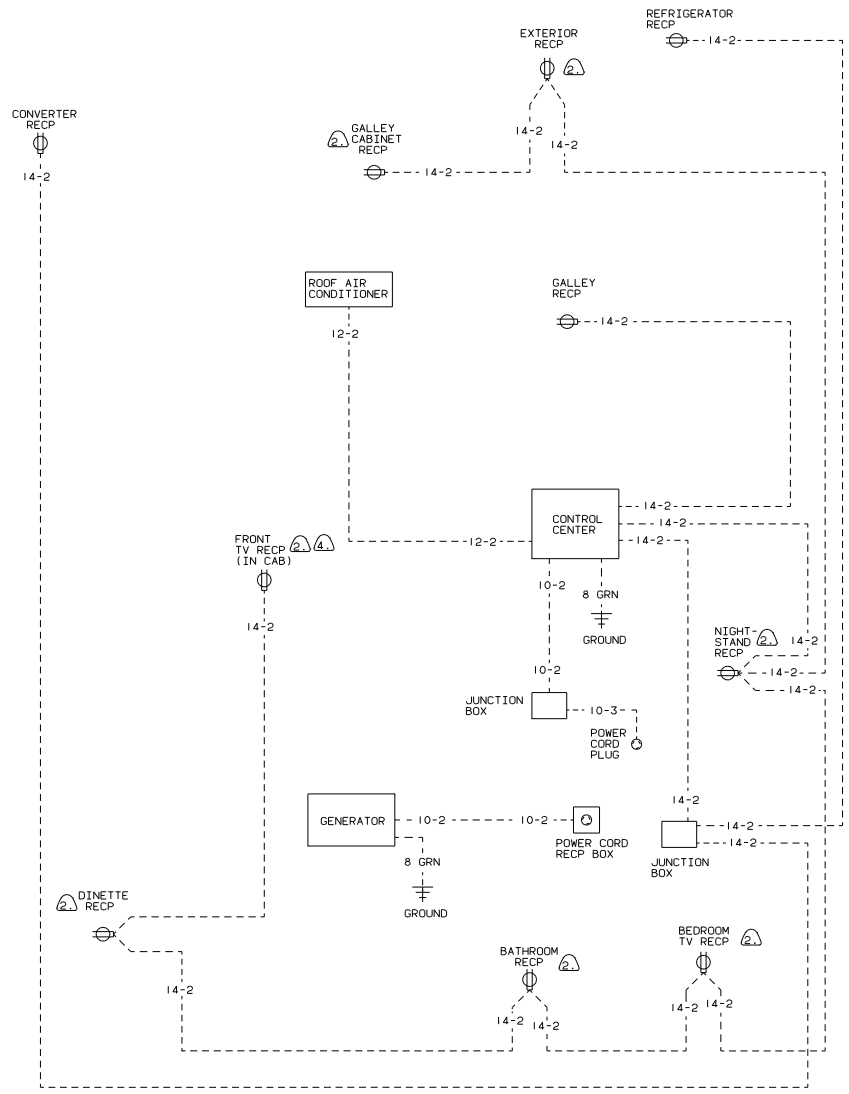 REFRIGERATOR
RECP
14-2
EXTERIOR
RECP
2.
14-2
14-2
CONVERTER
RECP
14-2
2.
GALLEY
CABINET
RECP
14-2
ROOF AIR
CONDITIONER
12-2
GALLEY
RECP
14-2
CONTROL
CENTER
14-2
14-2
14-2
12-2
10-2
8 GRN
GROUND
FRONT
TV RECP
(IN CAB)
2.
4.
14-2
NIGHT-
STAND
RECP
2.
14-2
14-2
14-2
10-2
JUNCTION
BOX
10-3
POWER
CORD
PLUG
14-2
GENERATOR
10-2
10-2
POWER CORD
RECP BOX
8 GRN
GROUND
14-2
14-2
JUNCTION
BOX
2.
DINETTE
RECP
14-2
BATHROOM
RECP
2.
14-2
14-2
BEDROOM
TV RECP
2.
14-2
14-2